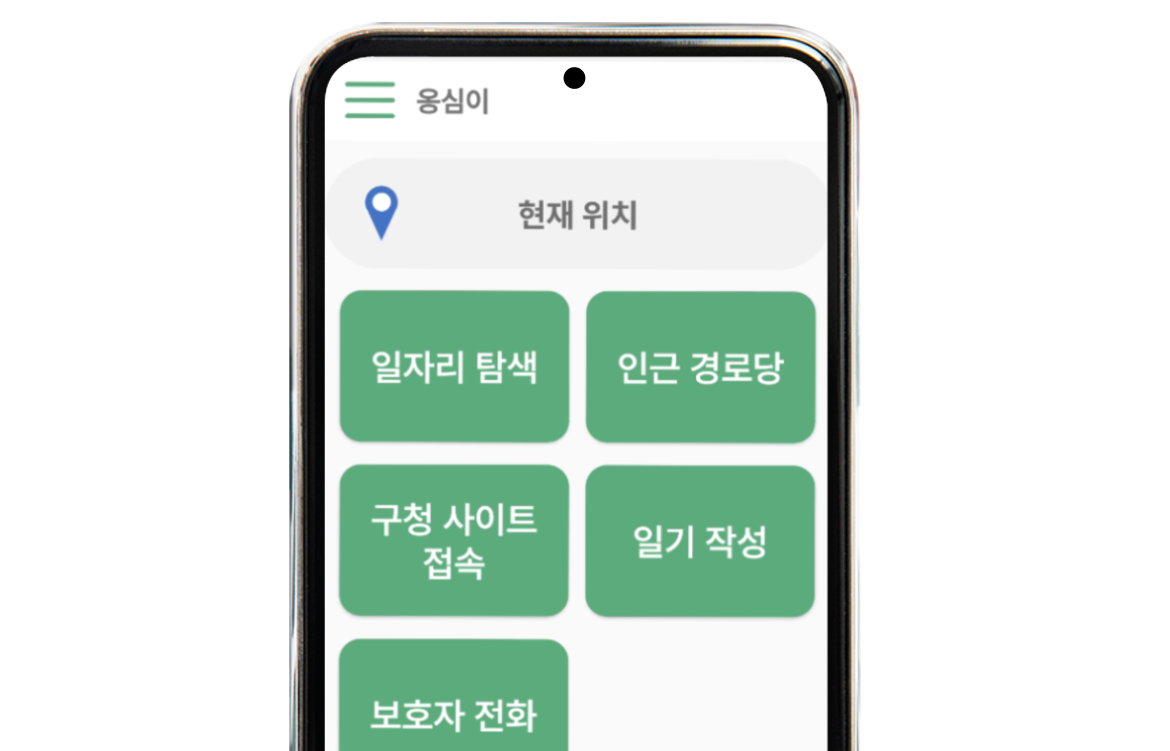 옹심이
현재 위치
일자리 탐색
인근 경로당
구청 사이트
접속
일기 작성
보호자 전화